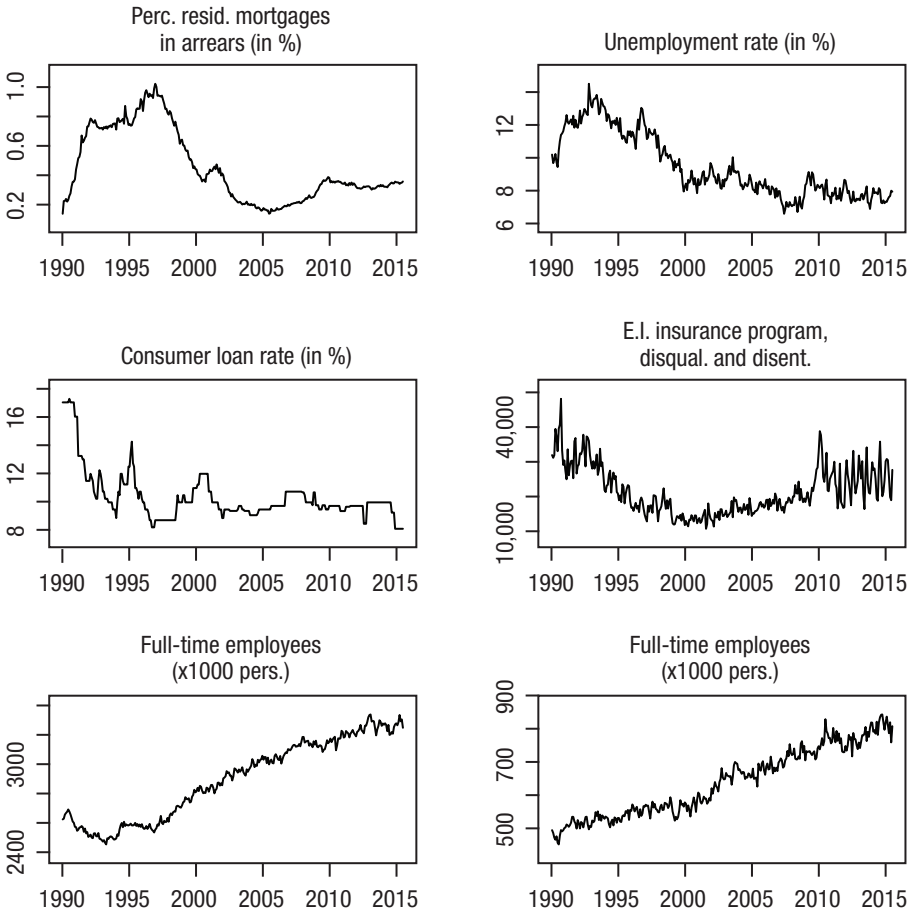 Perc. resid. mortgages
in arrears (in %)
1.0
0.6
0.2
1990 1995 2000 2005 2010 2015
Unemployment rate (in %)
12
8
6
1990 1995 2000 2005 2010 2015
Consumer loan rate (in %)
16
12
8
1990 1995 2000 2005 2010 2015
E.I. insurance program,
disqual. and disent.
40,000
10,000
1990 1995 2000 2005 2010 2015
Full-time employees
(x1000 pers.)
3000
2400
1990 1995 2000 2005 2010 2015
Full-time employees
(x1000 pers.)
900
700
500
1990 1995 2000 2005 2010 2015